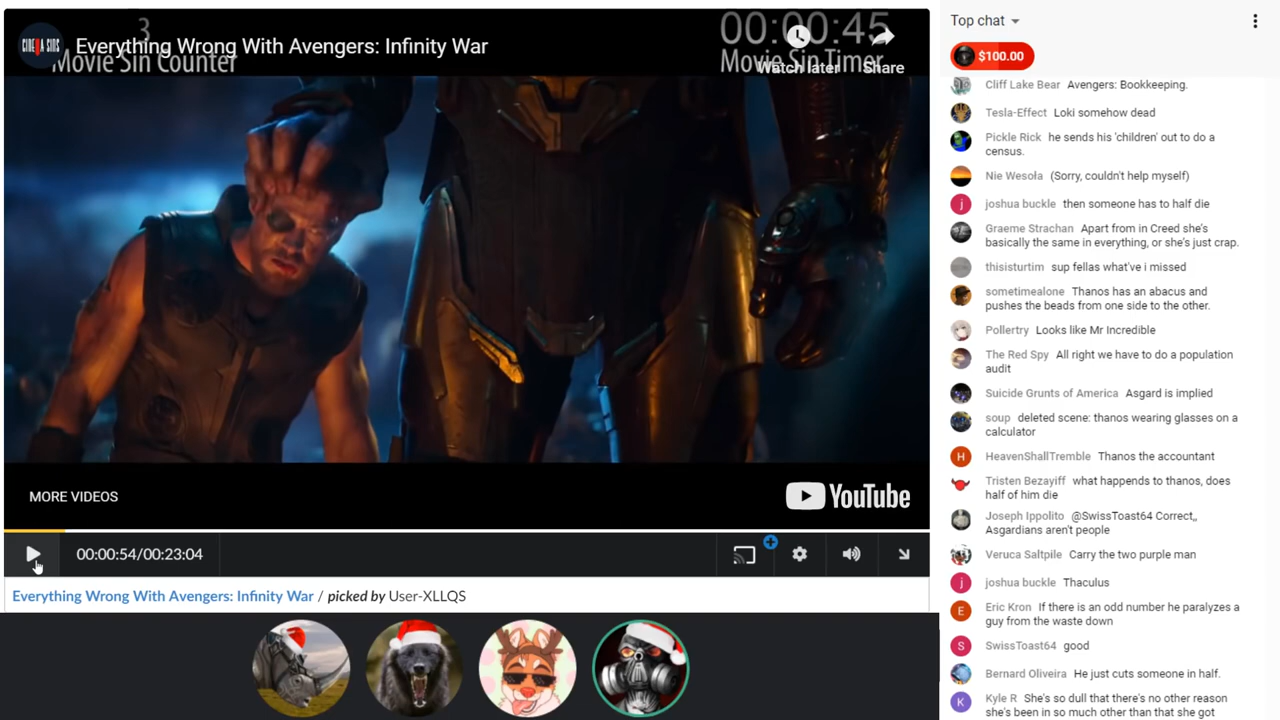 3
00:00:45
CINEMA SINS
Everything Wrong With Avengers: Infinity War
Movie Sin Counter
Movie Sin Timer
Watch later
Share
MORE VIDEOS
YouTube
00:00:54/00:23:04
Everything Wrong With Avengers: Infinity War / picked by User-XLLQS
Top chat
$100.00
Cliff Lake Bear Avengers: Bookkeeping.
Tesla-Effect Loki somehow dead
Pickle Rick he sends his 'children' out to do a
census.
Nie Wesoła (Sorry, couldn't help myself)
j
joshua buckle then someone has to half die
Graeme Strachan Apart from in Creed she's
basically the same in everything, or she's just crap.
thisisturtim sup fellas what've i missed
sometimealone Thanos has an abacus and
pushes the beads from one side to the other.
Pollertry Looks like Mr Incredible
The Red Spy All right we have to do a population
audit
Suicide Grunts of America Asgard is implied
soup deleted scene: thanos wearing glasses on a
calculator
H
HeavenShallTremble Thanos the accountant
Tristen Bezayiff what happends to thanos, does
half of him die
Joseph Ippolito @SwissToast64 Correct,,
Asgardians aren't people
Veruca Saltpile Carry the two purple man
j
joshua buckle Thaculus
E
Eric Kron If there is an odd number he paralyzes a
guy from the waste down
S
SwissToast64 good
Bernard Oliveira He just cuts someone in half.
K
Kyle R She's so dull that there's no other reason
she's been in so much other than that she got